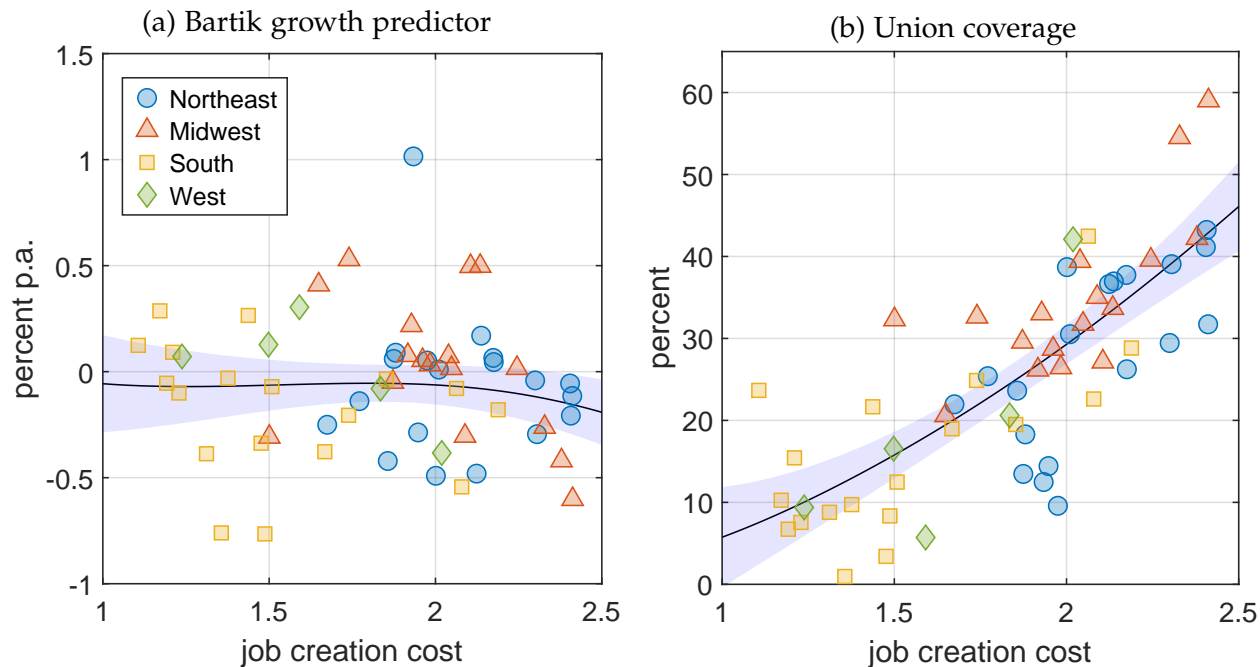 (a) Bartik growth predictor
1.5
1
0.5
0
-0.5
-1
percent p.a.
Northeast
Midwest
South
West
1
1.5
2
2.5
job creation cost
(b) Union coverage
60
50
40
30
20
10
0
percent
1
1.5
2
2.5
job creation cost